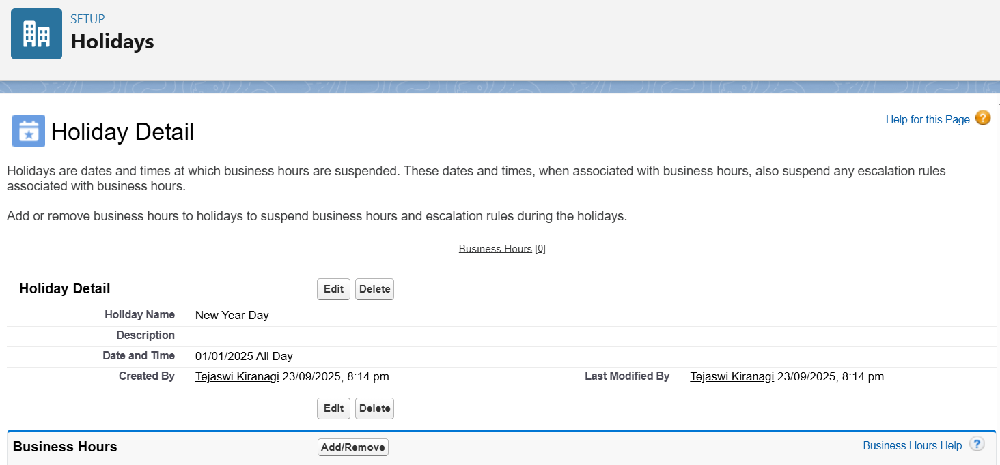 SETUP
Holidays
Help for this Page ?
Holiday Detail
Holidays are dates and times at which business hours are suspended. These dates and times, when associated with business hours, also suspend any escalation rules
associated with business hours.
Add or remove business hours to holidays to suspend business hours and escalation rules during the holidays.
Business Hours [0]
Holiday Detail Edit Delete
Holiday Name New Year Day
Description
Date and Time 01/01/2025 All Day
Created By Tejaswi Kiranagi 23/09/2025, 8:14 pm Last Modified By Tejaswi Kiranagi 23/09/2025, 8:14 pm
Edit Delete
Business Hours Add/Remove Business Hours Help ?